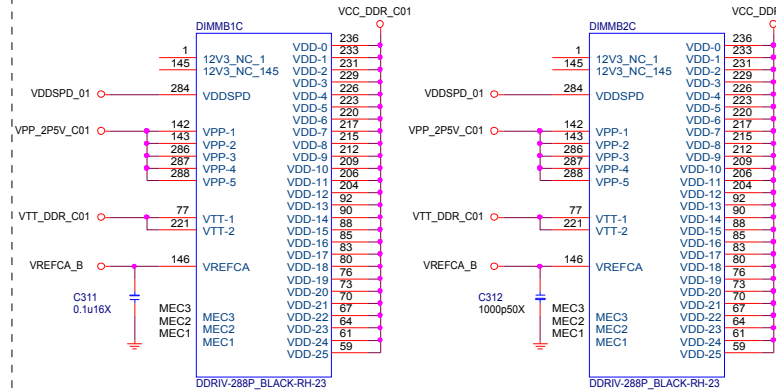 VCC_DDR_C01
VCC_DDR
DIMMB1C
1
145
12V3_NC_1
12V3_NC_145
VDDSPD_01
284
VDDSPD
VPP_2P5V_C01
142
143
286
287
288
VPP-1
VPP-2
VPP-3
VPP-4
VPP-5
VTT_DDR_C01
77
221
VTT-1
VTT-2
VREFCA_B
146
VREFCA
C311
0.1u16X
MEC3
MEC2
MEC1
MEC3
MEC2
MEC1
VDD-0 236
VDD-1 233
VDD-2 231
VDD-3 229
VDD-4 226
VDD-5 223
VDD-6 220
VDD-7 217
VDD-8 215
VDD-9 212
VDD-10 209
VDD-11 206
VDD-12 204
VDD-13 92
VDD-14 90
VDD-15 88
VDD-16 85
VDD-17 83
VDD-18 80
VDD-19 76
VDD-20 73
VDD-21 70
VDD-22 67
VDD-23 64
VDD-24 61
VDD-25 59
DDRIV-288P_BLACK-RH-23
DIMMB2C
1
145
12V3_NC_1
12V3_NC_145
VDDSPD_01
284
VDDSPD
VPP_2P5V_C01
142
143
286
287
288
VPP-1
VPP-2
VPP-3
VPP-4
VPP-5
VTT_DDR_C01
77
221
VTT-1
VTT-2
VREFCA_B
146
VREFCA
C312
1000p50X
MEC3
MEC2
MEC1
MEC3
MEC2
MEC1
VDD-0 236
VDD-1 233
VDD-2 231
VDD-3 229
VDD-4 226
VDD-5 223
VDD-6 220
VDD-7 217
VDD-8 215
VDD-9 212
VDD-10 209
VDD-11 206
VDD-12 204
VDD-13 92
VDD-14 90
VDD-15 88
VDD-16 85
VDD-17 83
VDD-18 80
VDD-19 76
VDD-20 73
VDD-21 70
VDD-22 67
VDD-23 64
VDD-24 61
VDD-25 59
DDRIV-288P_BLACK-RH-23